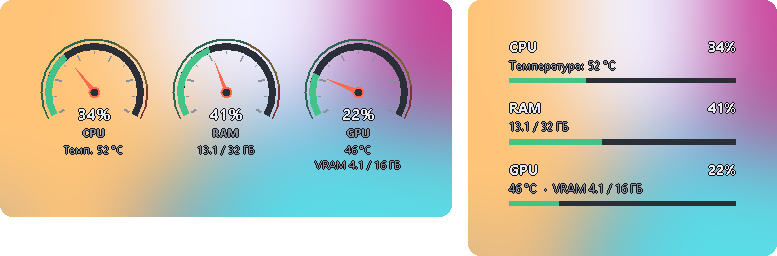 34%
CPU
Темп. 52 °C
41%
RAM
13.1 / 32 ГБ
22%
GPU
46 °C
VRAM 4.1 / 16 ГБ
CPU 34%
Температура: 52 °C
RAM 41%
13.1 / 32 ГБ
GPU 22%
46 °C · VRAM 4.1 / 16 ГБ